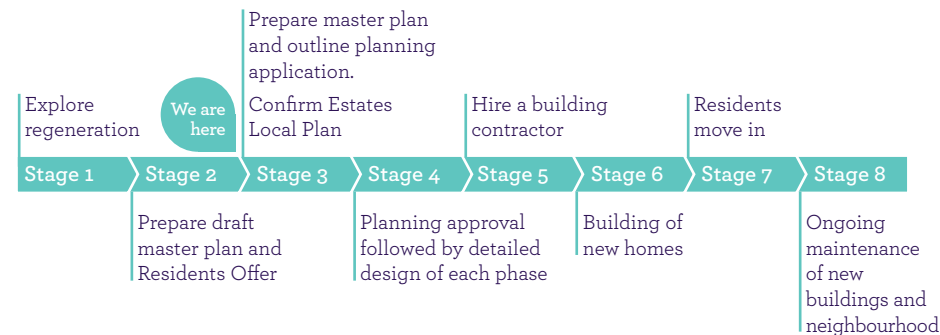 Prepare master plan
and outline planning
application.
Confirm Estates
Local Plan
Explore
regeneration
We are
here
Hire a building
contractor
Residents
move in
Stage 1
Stage 2
Stage 3
Stage 4
Stage 5
Stage 6
Stage 7
Stage 8
Prepare draft
master plan and
Residents Offer
Planning approval
followed by detailed
design of each phase
Building of
new homes
Ongoing
maintenance
of new
buildings and
neighbourhood